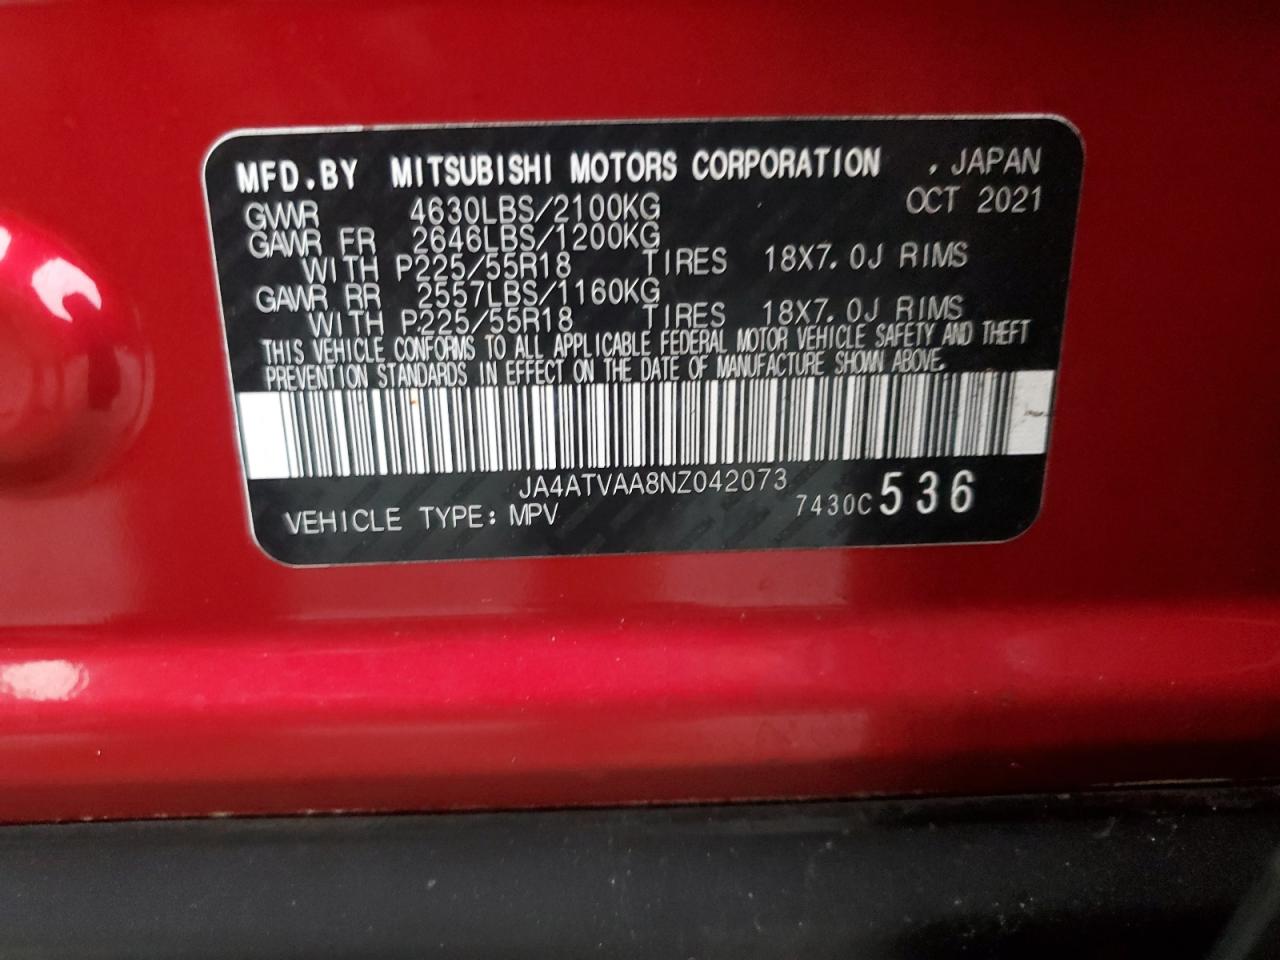 MFD.BY MITSUBISHI MOTORS CORPORATION , JAPAN
GVWR 4630LBS/2100KG OCT 2021
GAWR FR 2646LBS/1200KG
WITH P225/55R18 TIRES 18X7.0J RIMS
GAWR RR 2557LBS/1160KG
WITH P225/55R18 TIRES 18X7.0J RIMS
THIS VEHICLE CONFORMS TO ALL APPLICABLE FEDERAL MOTOR VEHICLE SAFETY AND THEFT
PREVENTION STANDARDS IN EFFECT ON THE DATE OF MANUFACTURE SHOWN ABOVE.
JA4ATVAA8NZ042073
VEHICLE TYPE: MPV 7430C 536